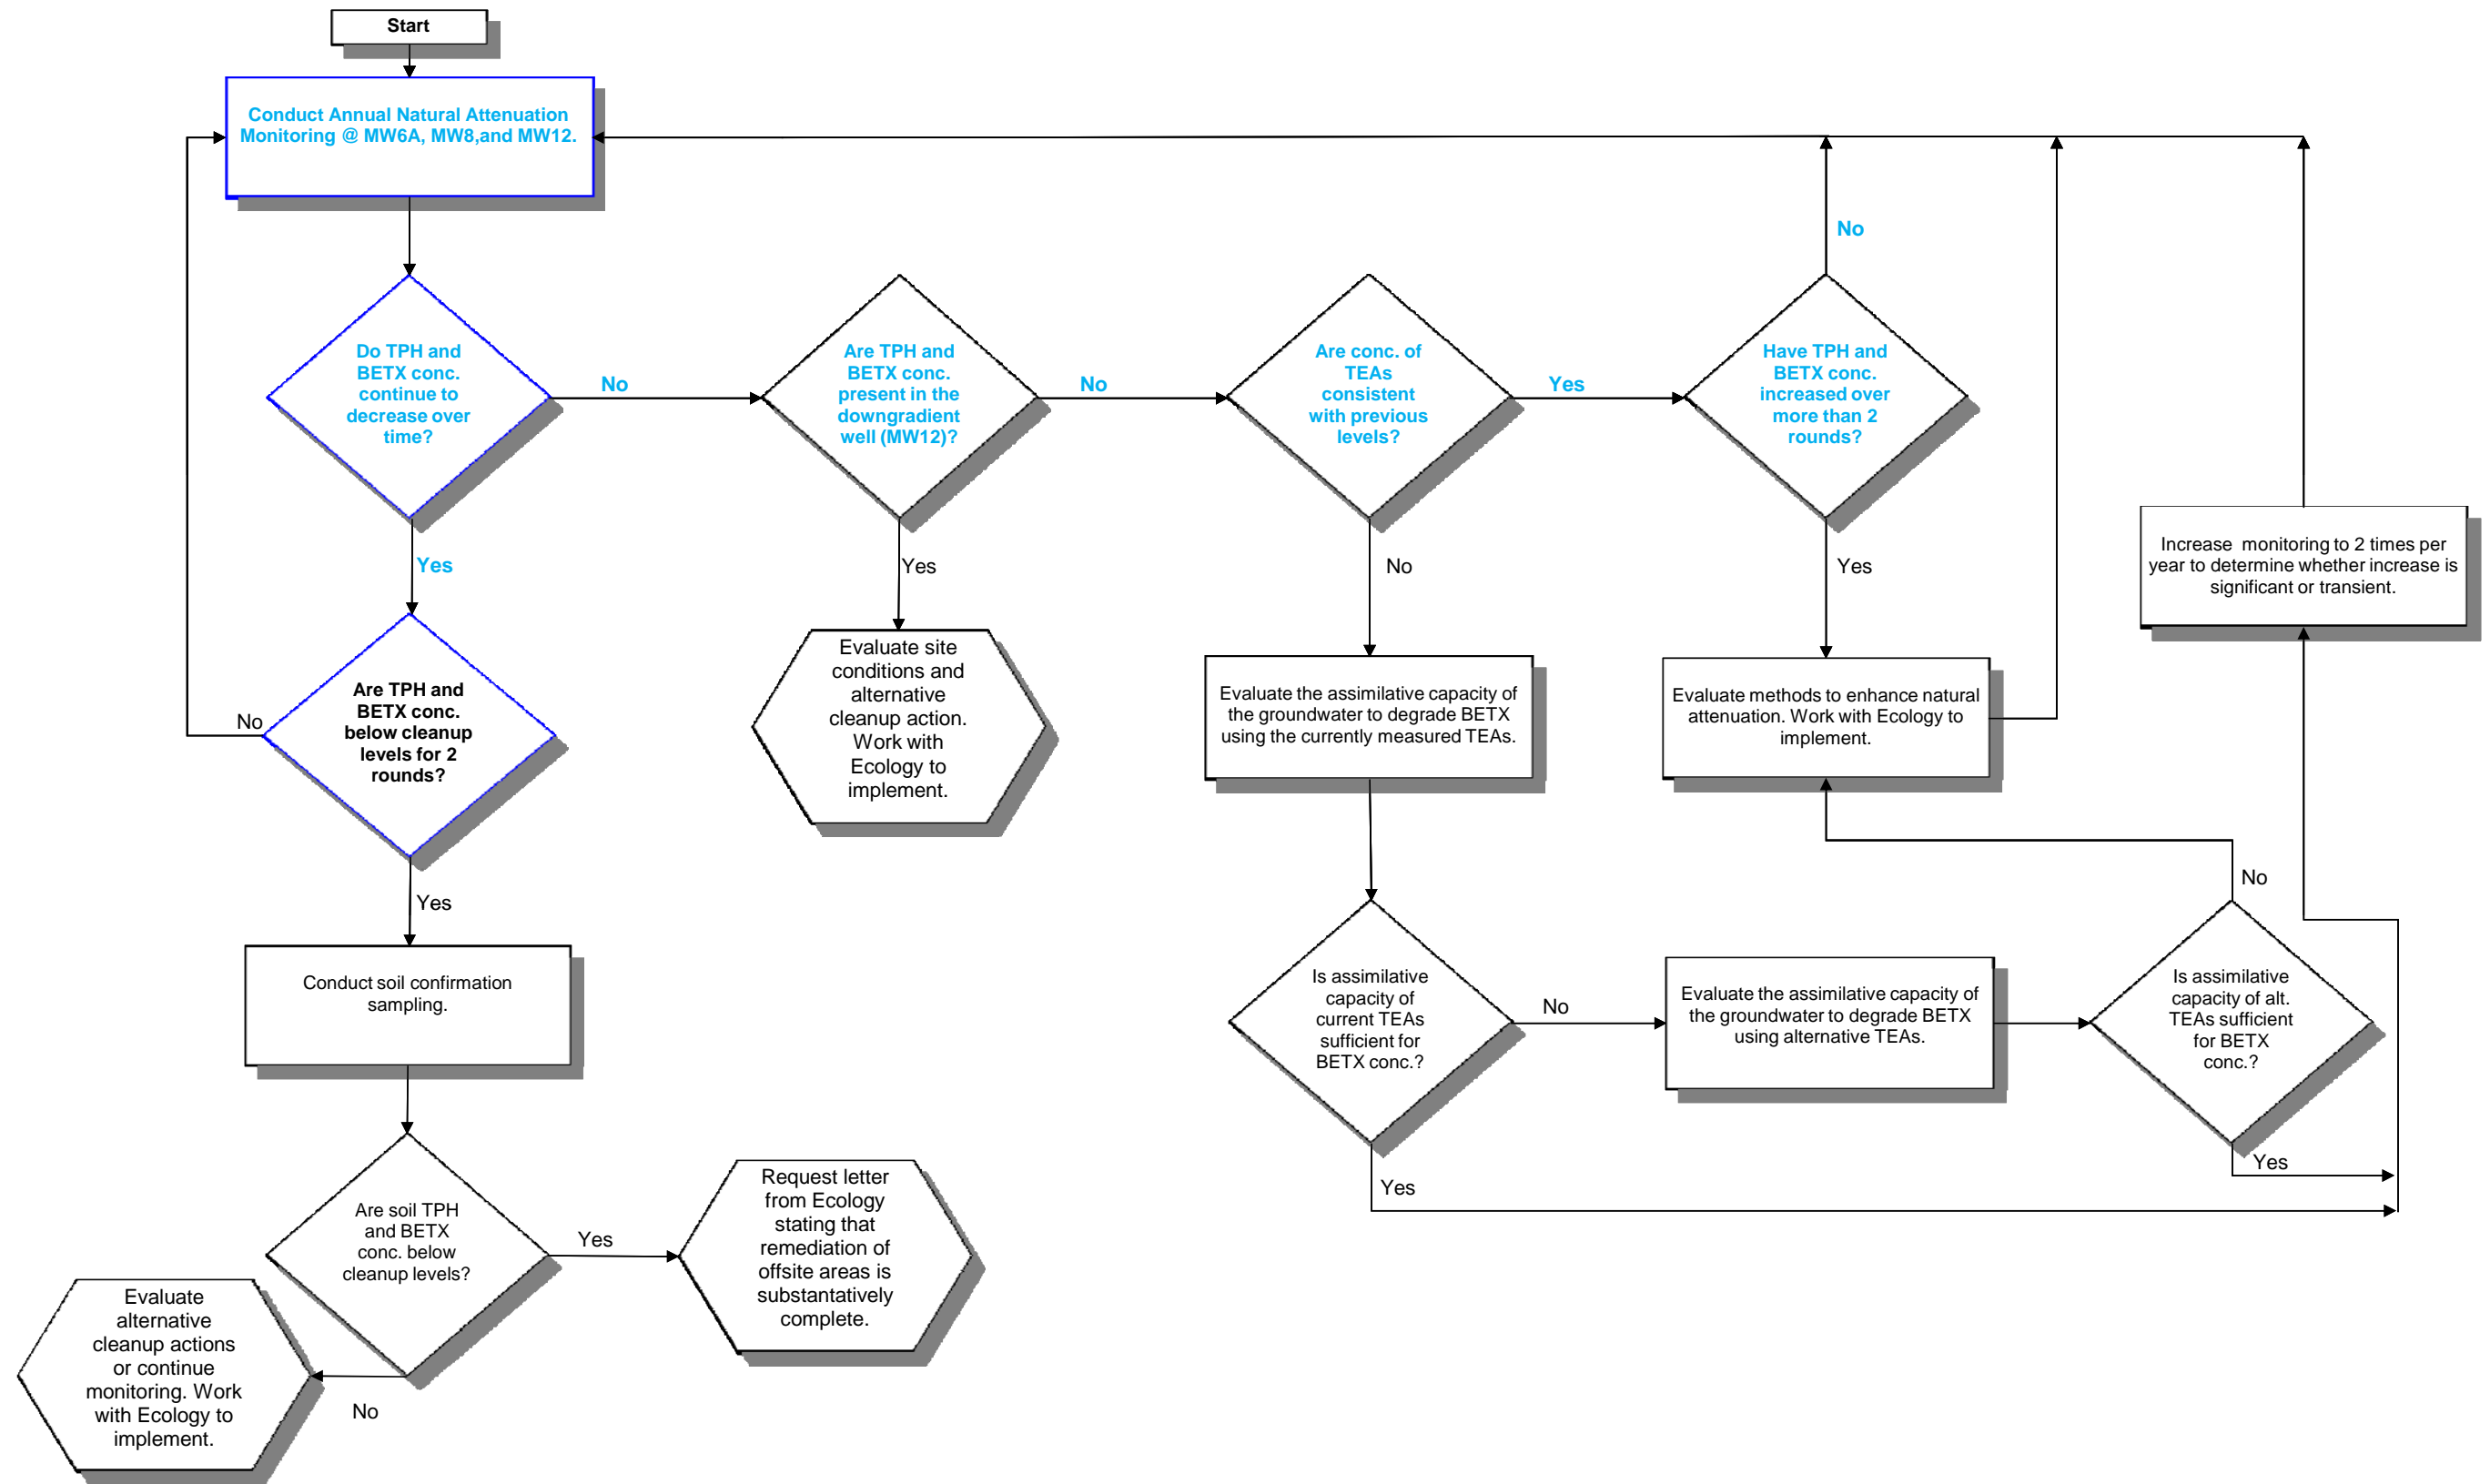 Start
Conduct Annual Natural Attenuation
Monitoring @ MW6A, MW8,and MW12.
Do TPH and
BETX conc.
continue to
decrease over
time?
No
Are TPH and
BETX conc.
present in the
downgradient
well (MW12)?
No
Are conc. of
TEAs
consistent
with previous
levels?
Yes
Have TPH and
BETX conc.
increased over
more than 2
rounds?
No
Increase  monitoring to 2 times per
year to determine whether increase is
significant or transient.
Yes
Yes
No
Yes
Are TPH and
BETX conc.
below cleanup
levels for 2
rounds?
No
Evaluate site
conditions and
alternative
cleanup action.
Work with
Ecology to
implement.
Evaluate the assimilative capacity of
the groundwater to degrade BETX
using the currently measured TEAs.
Evaluate methods to enhance natural
attenuation. Work with Ecology to
implement.
Yes
No
Conduct soil confirmation
sampling.
Is assimilative
capacity of
current TEAs
sufficient for
BETX conc.?
No
Evaluate the assimilative capacity of
the groundwater to degrade BETX
using alternative TEAs.
Is assimilative
capacity of alt.
TEAs sufficient
for BETX
conc.?
Yes
Yes
Are soil TPH
and BETX
conc. below
cleanup levels?
Yes
Request letter
from Ecology
stating that
remediation of
offsite areas is
substantatively
complete.
No
Evaluate
alternative
cleanup actions
or continue
monitoring. Work
with Ecology to
implement.